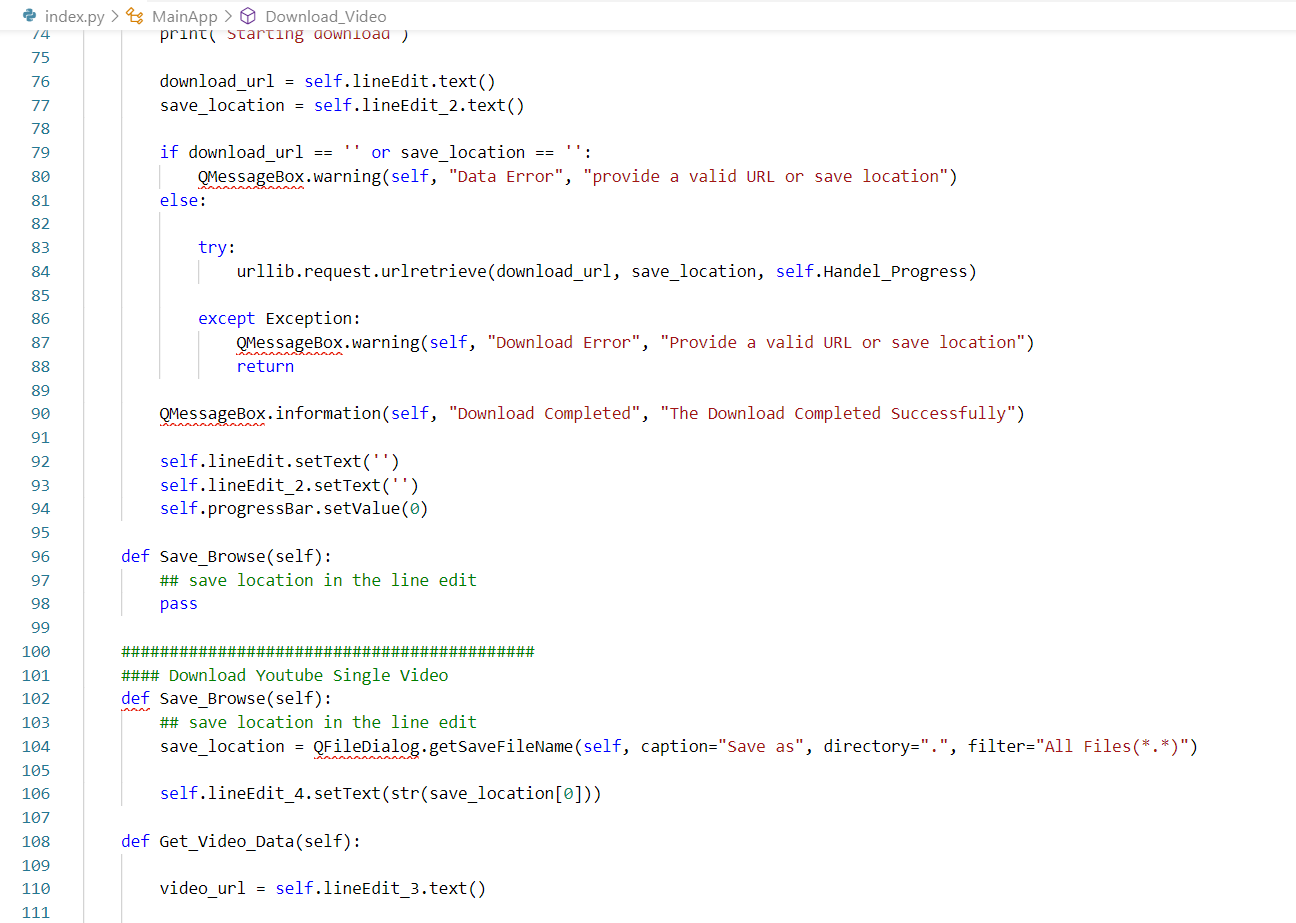 index.py > MainApp > Download_Video
74 print( Starting download )
75
76 download_url = self.lineEdit.text()
77 save_location = self.lineEdit_2.text()
78
79 if download_url == '' or save_location == '':
80 QMessageBox.warning(self, "Data Error", "provide a valid URL or save location")
81 else:
82
83 try:
84 urllib.request.urlretrieve(download_url, save_location, self.Handel_Progress)
85
86 except Exception:
87 QMessageBox.warning(self, "Download Error", "Provide a valid URL or save location")
88 return
89
90 QMessageBox.information(self, "Download Completed", "The Download Completed Successfully")
91
92 self.lineEdit.setText('')
93 self.lineEdit_2.setText('')
94 self.progressBar.setValue(0)
95
96 def Save_Browse(self):
97 ## save location in the line edit
98 pass
99
100 ###########################################
101 #### Download Youtube Single Video
102 def Save_Browse(self):
103 ## save location in the line edit
104 save_location = QFileDialog.getSaveFileName(self, caption="Save as", directory=".", filter="All Files(*.*)")
105
106 self.lineEdit_4.setText(str(save_location[0]))
107
108 def Get_Video_Data(self):
109
110 video_url = self.lineEdit_3.text()
111